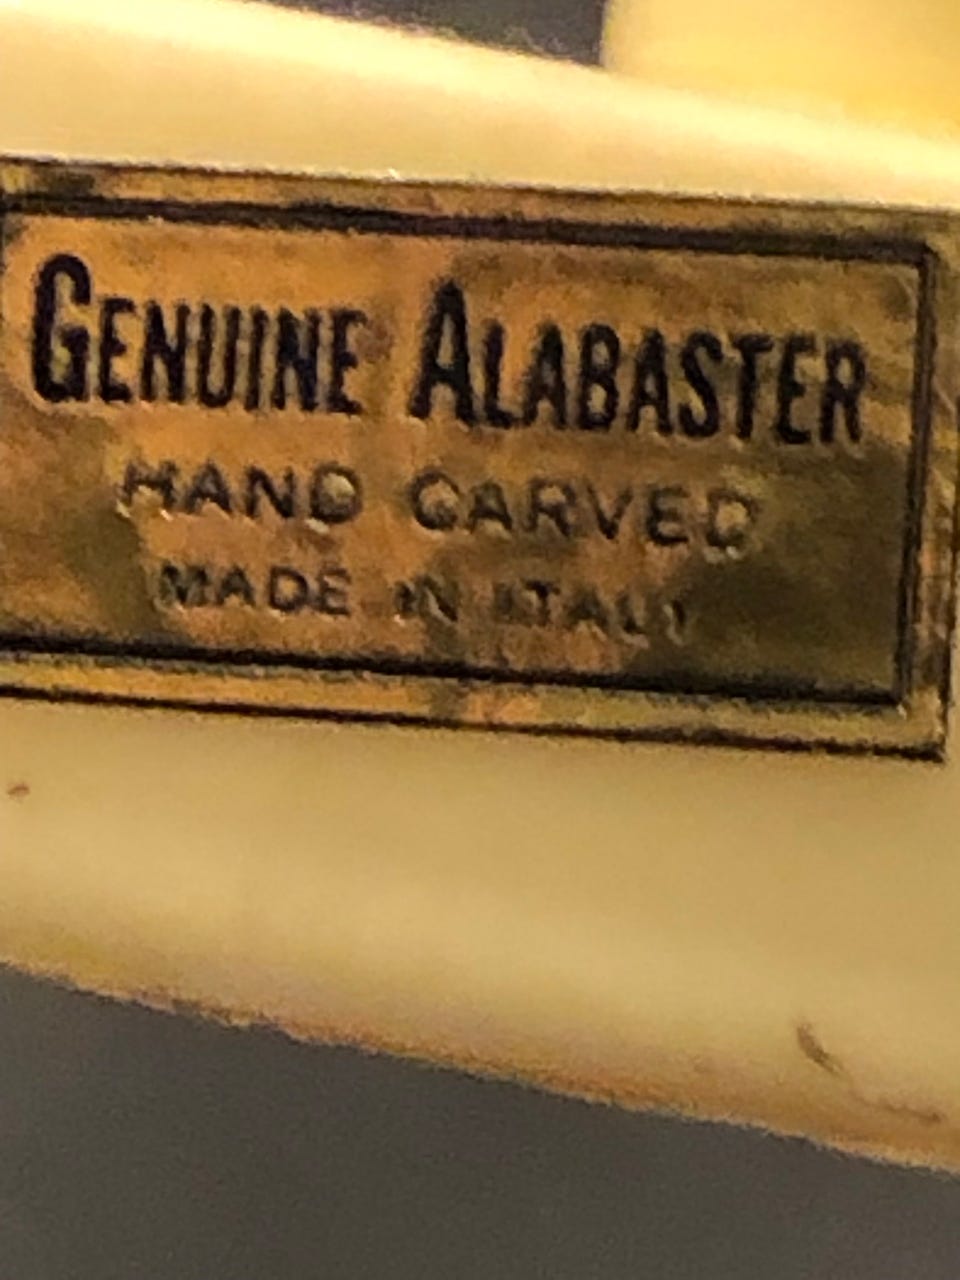 GENUINE ALABASTER
HAND CARVED
MADE IN ITALY